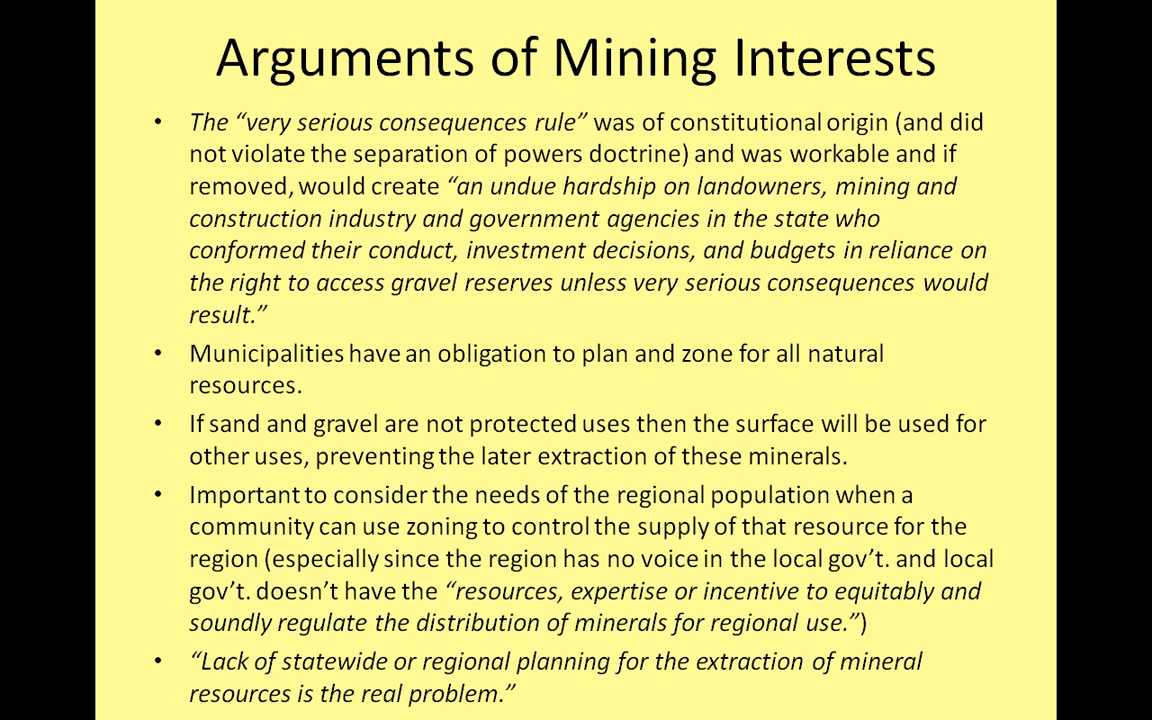 Arguments of Mining Interests
• The “very serious consequences rule” was of constitutional origin (and did
not violate the separation of powers doctrine) and was workable and if
removed, would create “an undue hardship on landowners, mining and
construction industry and government agencies in the state who
conformed their conduct, investment decisions, and budgets in reliance on
the right to access gravel reserves unless very serious consequences would
result.”
• Municipalities have an obligation to plan and zone for all natural
resources.
• If sand and gravel are not protected uses then the surface will be used for
other uses, preventing the later extraction of these minerals.
• Important to consider the needs of the regional population when a
community can use zoning to control the supply of that resource for the
region (especially since the region has no voice in the local gov’t. and local
gov’t. doesn’t have the “resources, expertise or incentive to equitably and
soundly regulate the distribution of minerals for regional use.”)
• “Lack of statewide or regional planning for the extraction of mineral
resources is the real problem.”